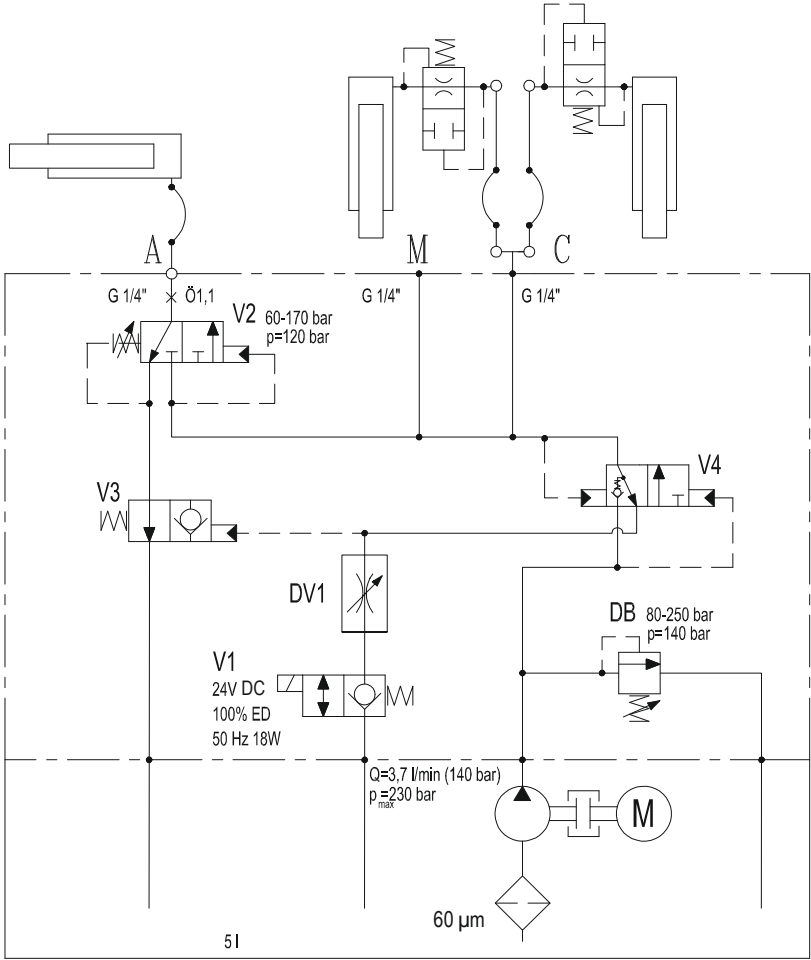 A
M
C
G 1/4" Ö1,1
G 1/4"
G 1/4"
V2 60-170 bar
p=120 bar
V4
V3
DV1
DB 80-250 bar
p=140 bar
V1
24V DC
100% ED
50 Hz 18W
Q=3,7 l/min (140 bar)
pmax=230 bar
M
60 µm
5 l